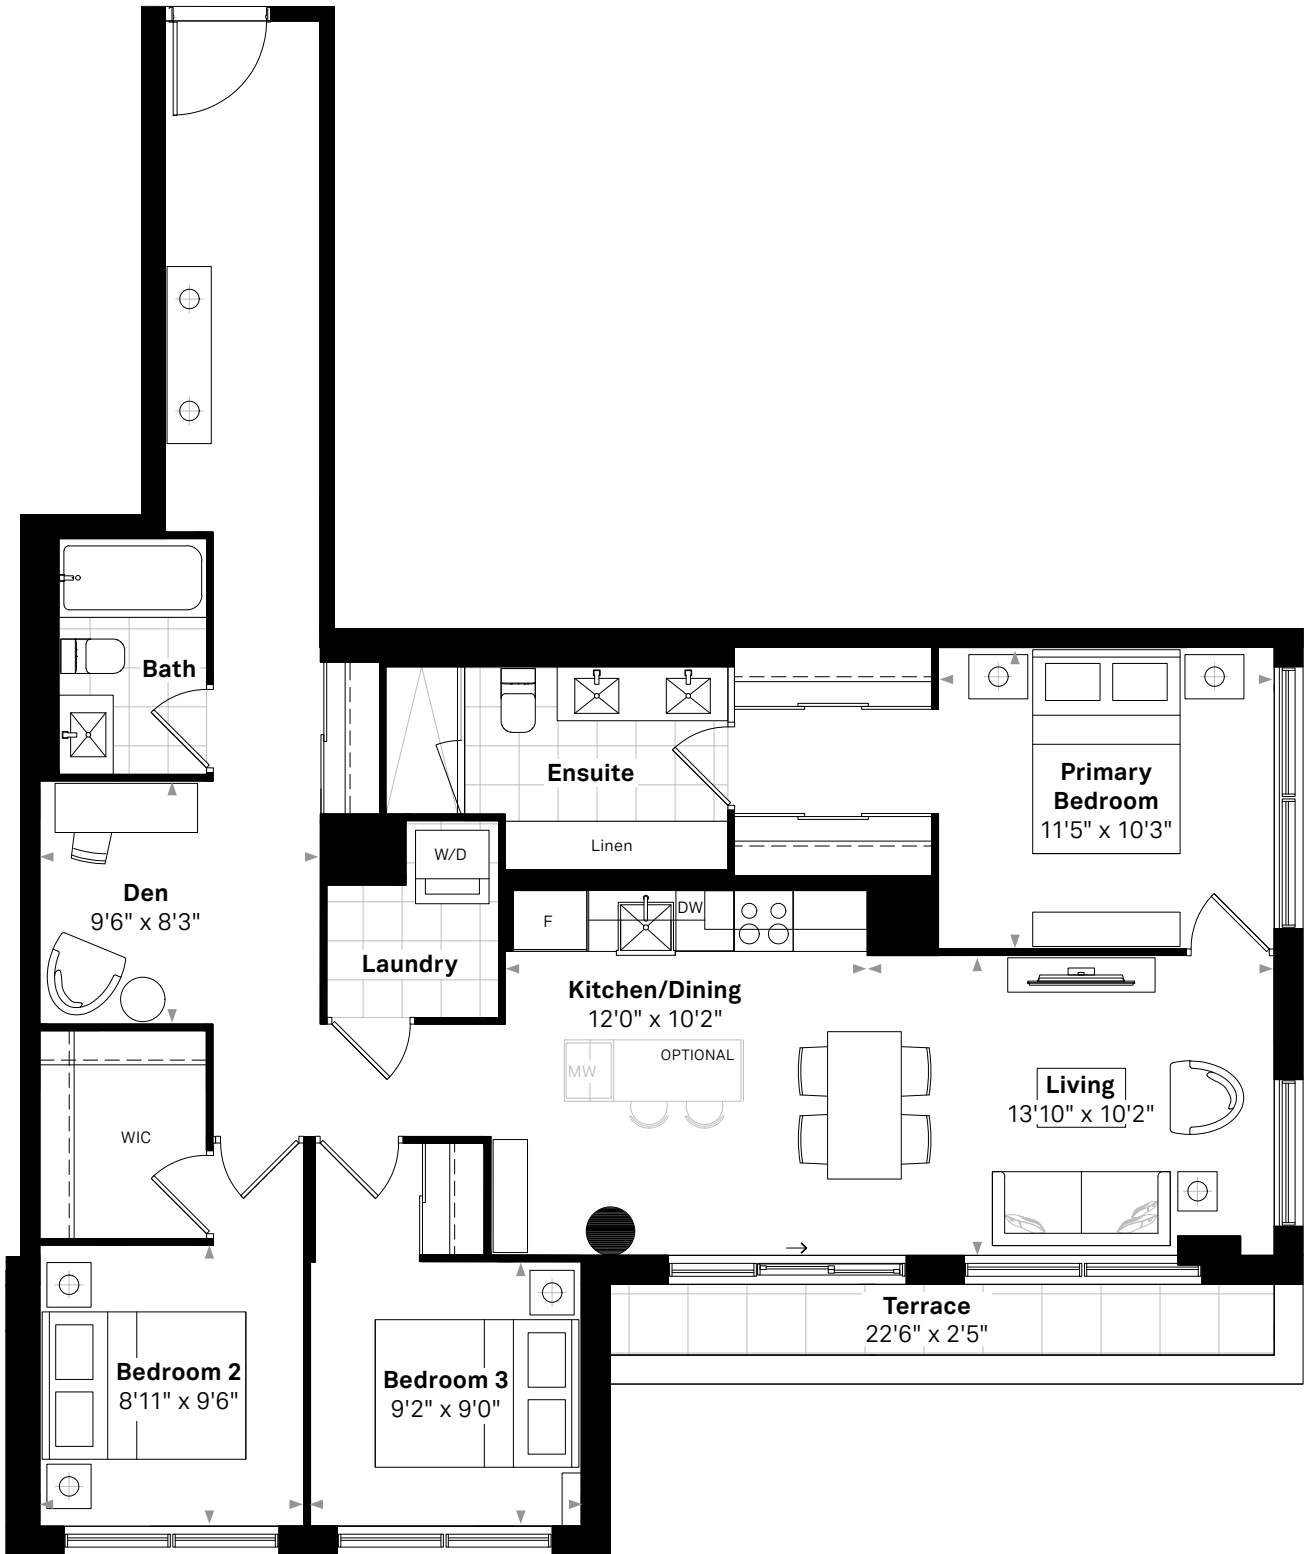 Bath
Ensuite
Primary
Bedroom
11'5" x 10'3"
Linen
W/D
Den
9'6" x 8'3"
F
DW
Laundry
Kitchen/Dining
12'0" x 10'2"
OPTIONAL
MW
Living
13'10" x 10'2"
WIC
Terrace
22'6" x 2'5"
Bedroom 2
8'11" x 9'6"
Bedroom 3
9'2" x 9'0"